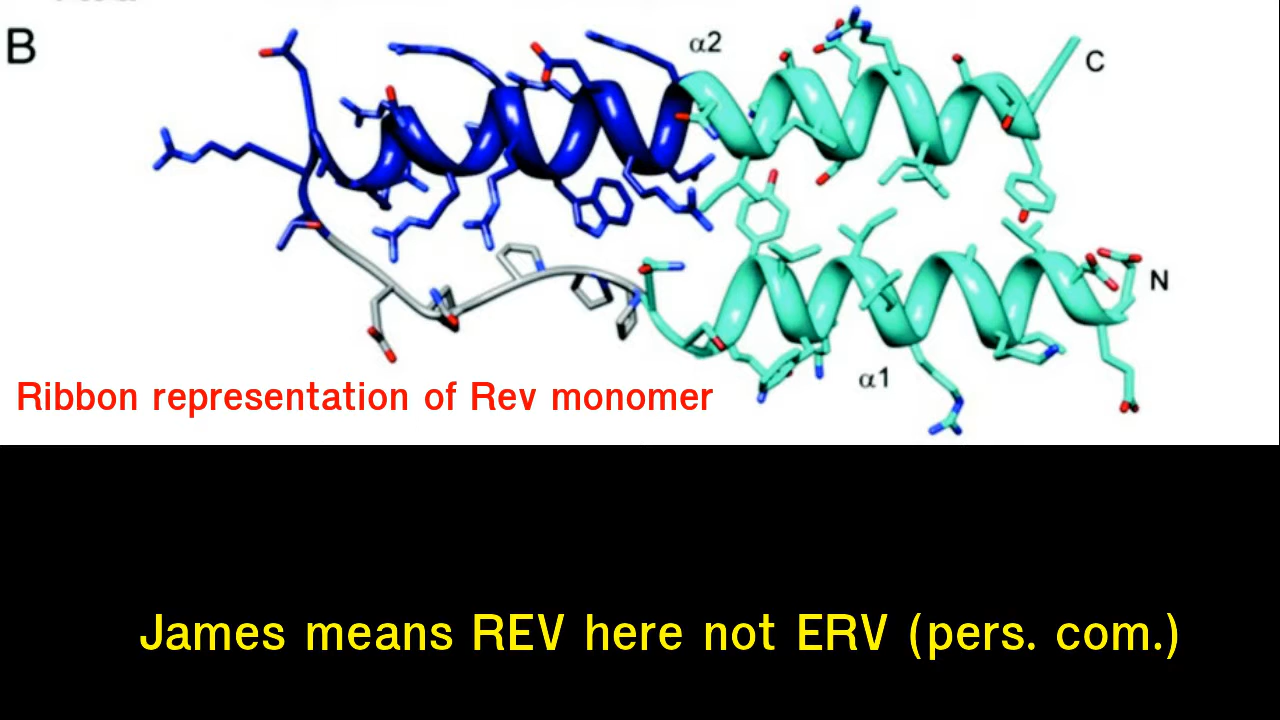 B
α2
C
N
α1
Ribbon representation of Rev monomer
James means REV here not ERV (pers. com.)